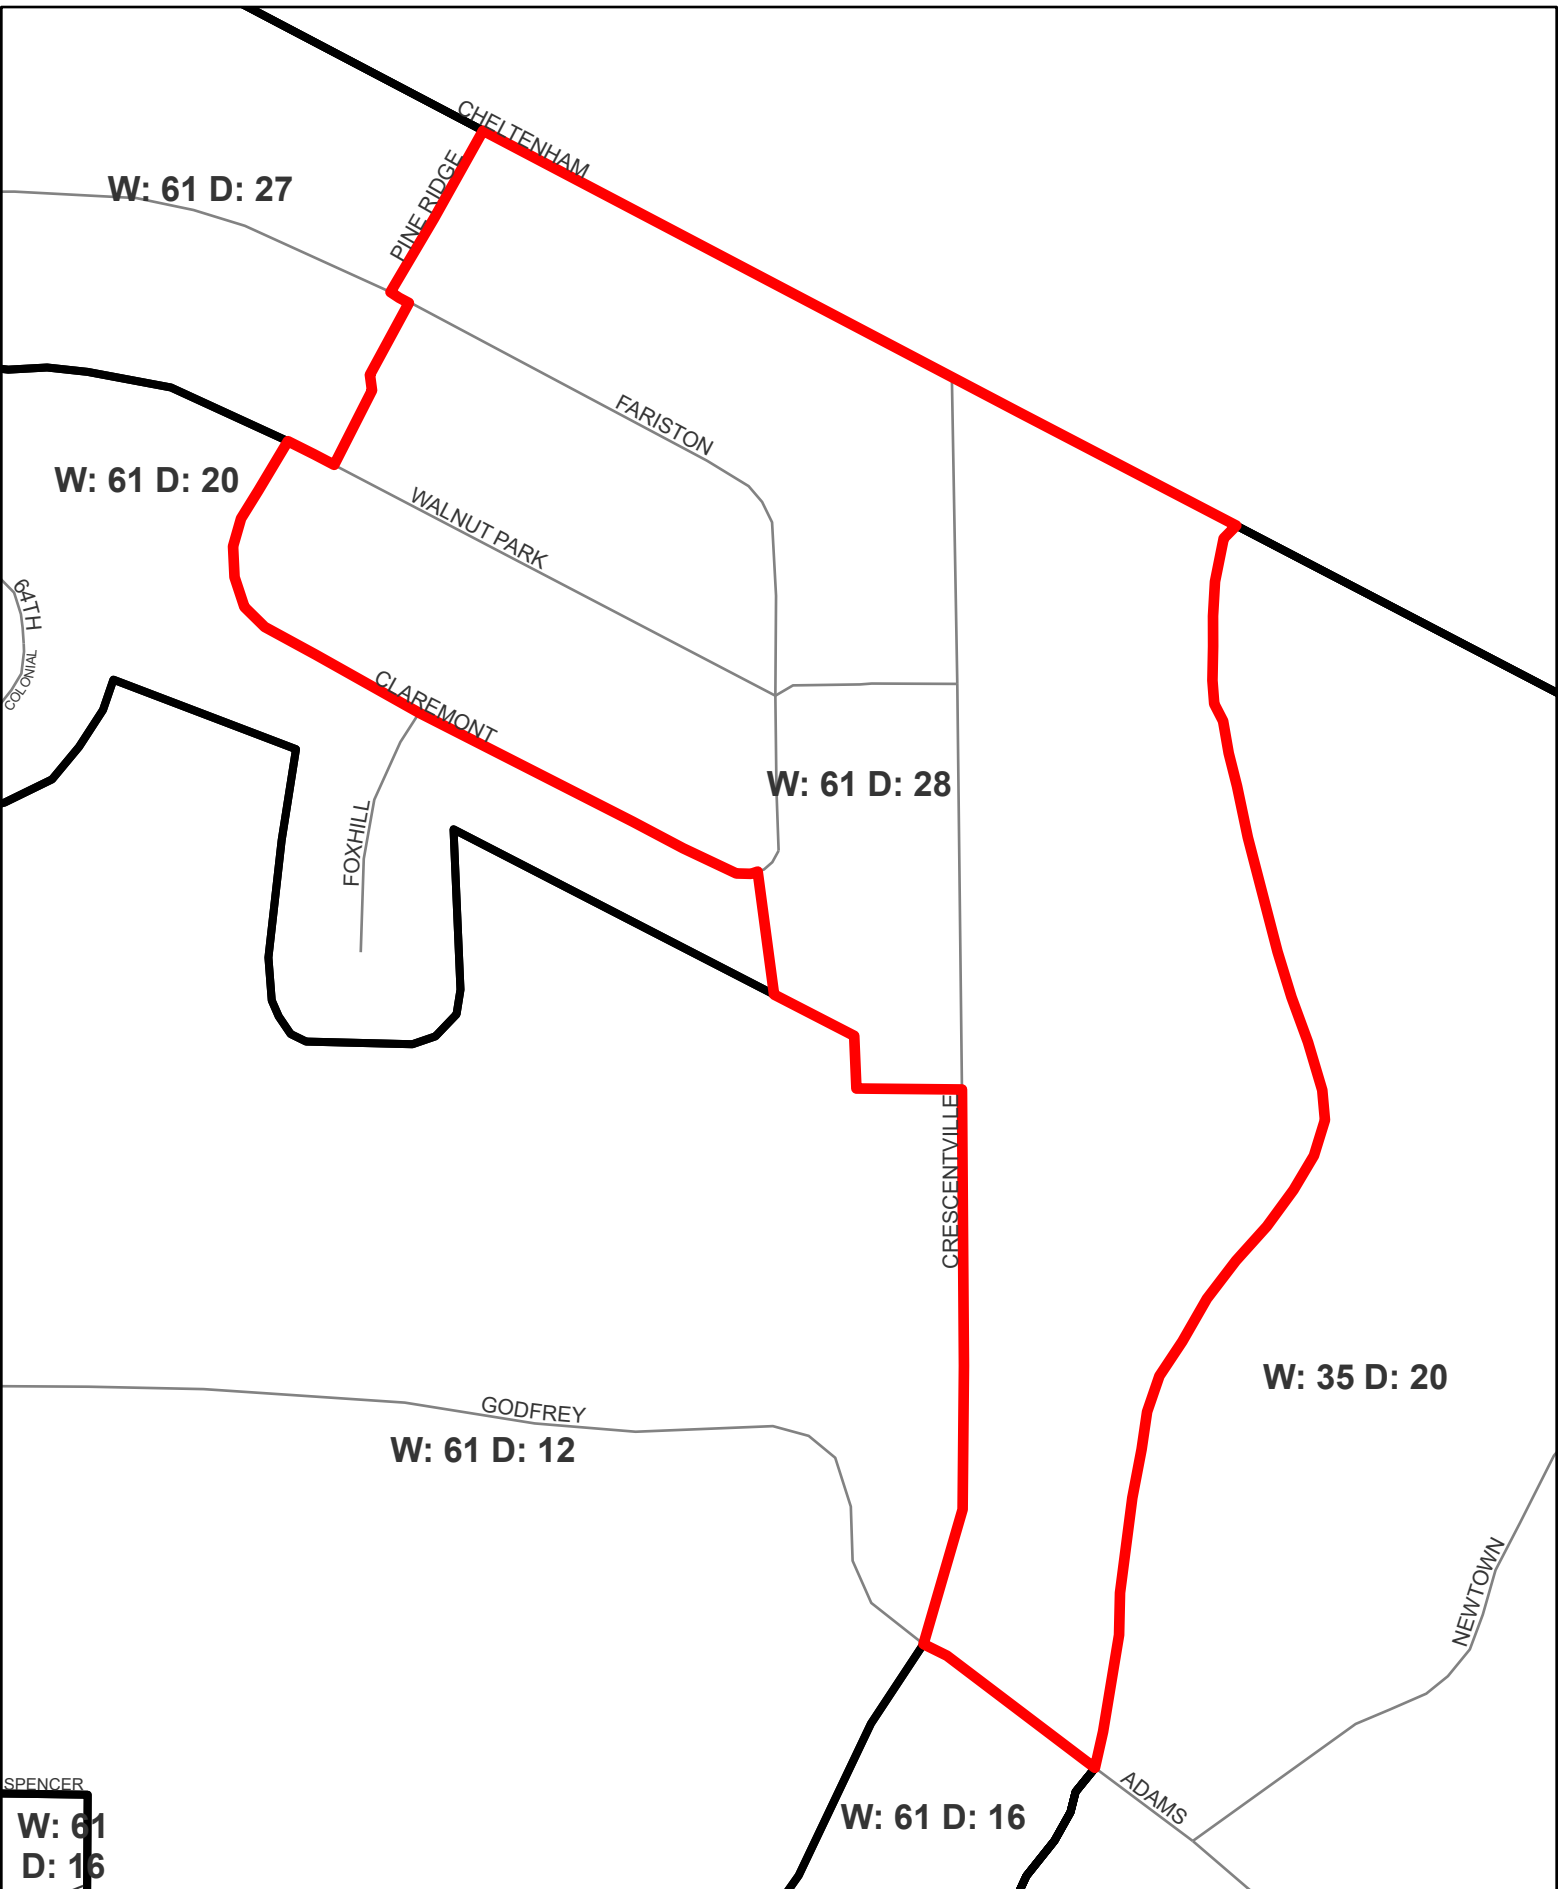 CHELTENHAM
PINE RIDGE
W: 61 D: 27
FARISTON
W: 61 D: 20
WALNUT PARK
64TH
COLONIAL
CLAREMONT
W: 61 D: 28
FOXHILL
CRESCENTVILLE
W: 35 D: 20
GODFREY
W: 61 D: 12
NEWTOWN
SPENCER
ADAMS
W: 61 D: 16
W: 61
D: 16